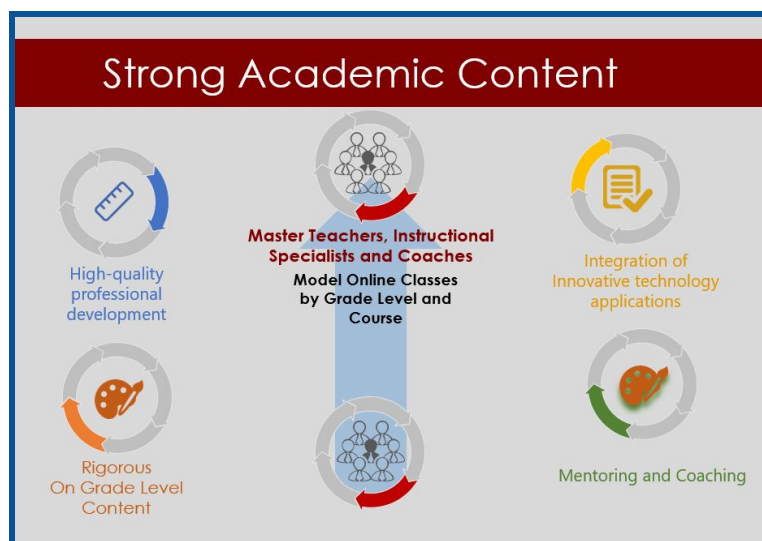 Strong Academic Content
High-quality
professional
development
Master Teachers, Instructional
Specialists and Coaches
Model Online Classes
by Grade Level and
Course
Integration of
Innovative technology
applications
Rigorous
On Grade Level
Content
Mentoring and Coaching